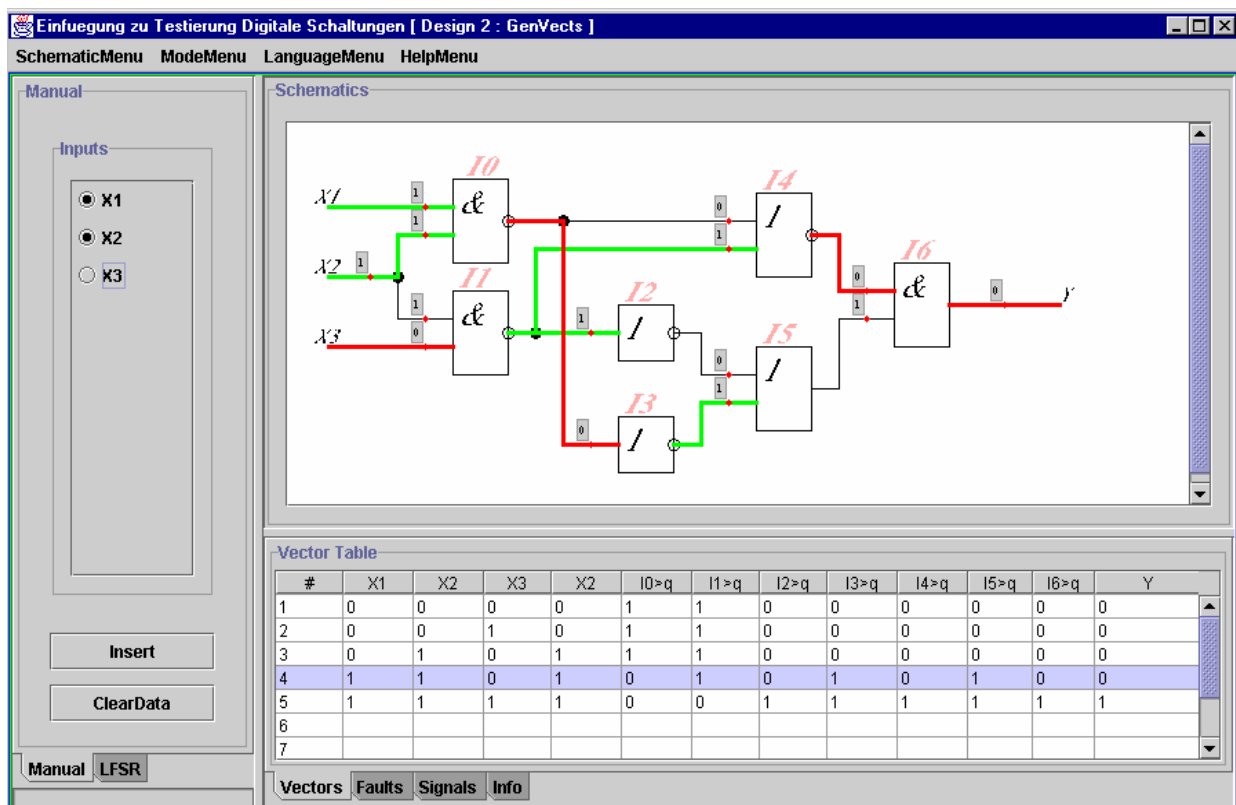 Einfuegung zu Testierung Digitale Schaltungen [ Design 2 : GenVects ]
SchematicMenu ModeMenu LanguageMenu HelpMenu
Manual
Inputs
X1
X2
X3
Insert
ClearData
Manual LFSR
Schematics
X1
X2
X3
1
1
1
1
0
I0
&
I1
&
1
I2
1
0
I3
1
0
1
I4
1
0
1
I5
1
0
1
I6
&
0
Y
Vector Table
# X1 X2 X3 X2 I0>q I1>q I2>q I3>q I4>q I5>q I6>q Y
1 0 0 0 0 1 1 0 0 0 0 0 0
2 0 0 1 0 1 1 0 0 0 0 0 0
3 0 1 0 1 1 1 0 0 0 0 0 0
4 1 1 0 1 0 1 0 1 0 1 0 0
5 1 1 1 1 0 0 1 1 1 1 1 1
6
7
Vectors Faults Signals Info